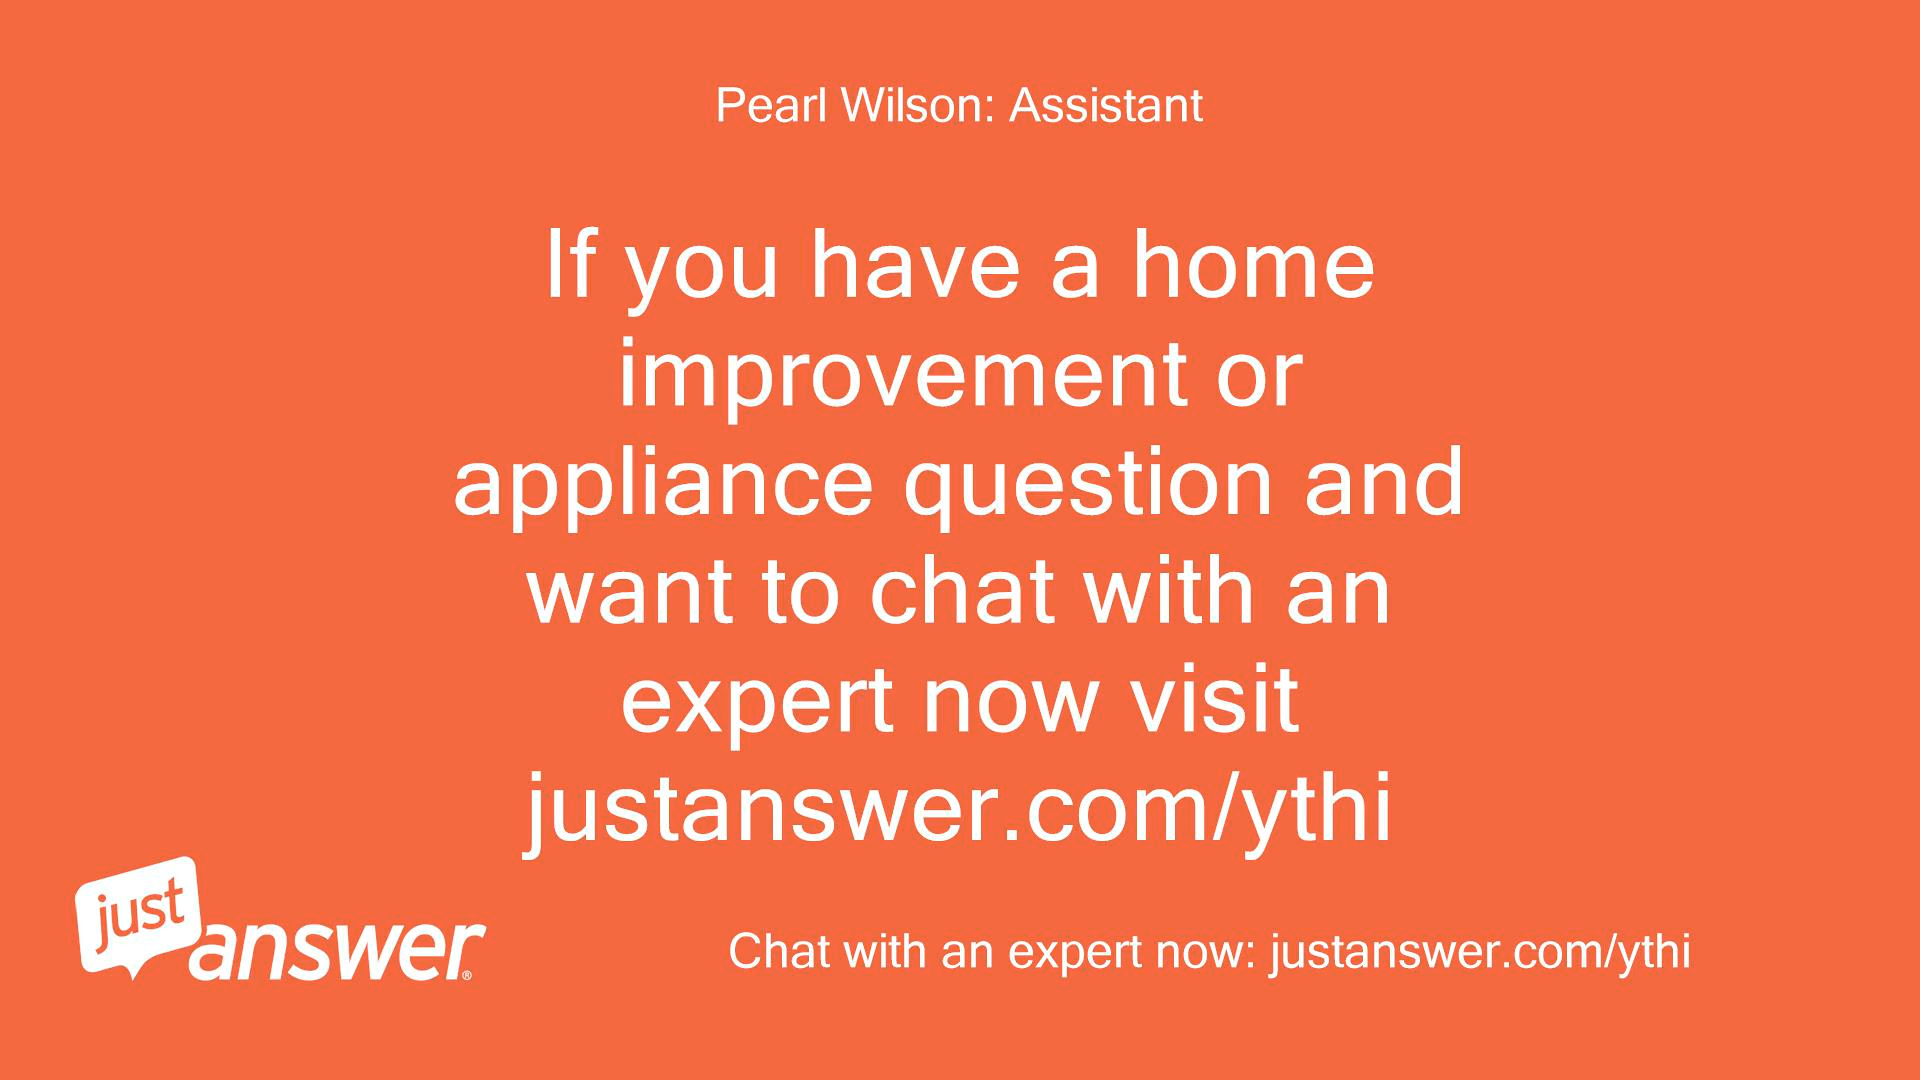 Pearl Wilson: Assistant
If you have a home
improvement or
appliance question and
want to chat with an
expert now visit
justanswer.com/ythi
just
answer®
Chat with an expert now: justanswer.com/ythi